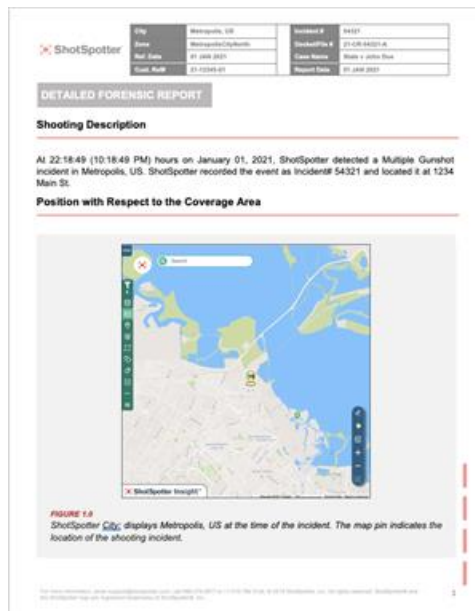 ShotSpotter
City Metropolis, US Incident # 54321
Zone MetropolisCityNorth Docket/File # 21-CR-54321-A
Ref. Date 01 JAN 2021 Case Name State v John Doe
Cust. Ref# 21-12345-01 Report Date 01 JAN 2021
DETAILED FORENSIC REPORT
Shooting Description
At 22:18:49 (10:18:49 PM) hours on January 01, 2021, ShotSpotter detected a Multiple Gunshot
incident in Metropolis, US. ShotSpotter recorded the event as Incident# 54321 and located it at 1234
Main St.
Position with Respect to the Coverage Area
Search
ShotSpotter Insight™
FIGURE 1.0
ShotSpotter City: displays Metropolis, US at the time of the incident. The map pin indicates the
location of the shooting incident.
1